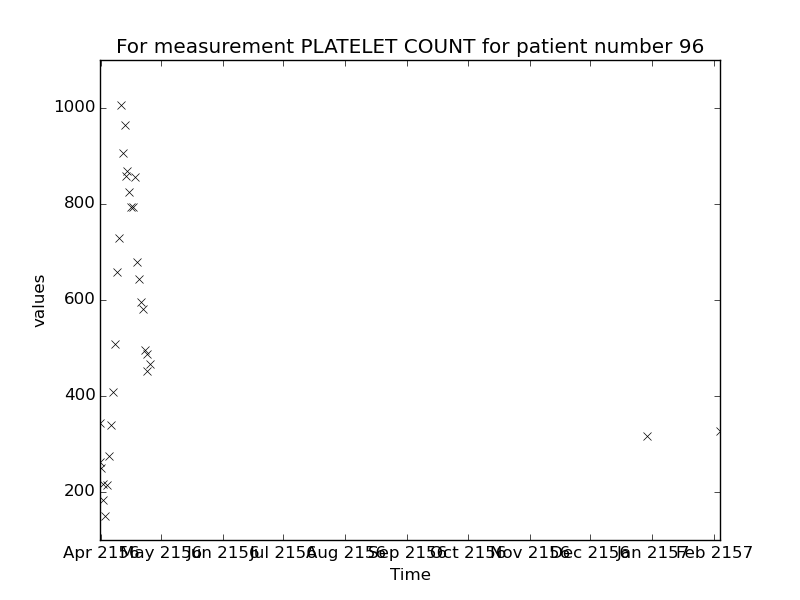 For measurement PLATELET COUNT for patient number 96
1000
800
600
400
200
values
Apr 2156 May 2156 Jun 2156 Jul 2156 Aug 2156 Sep 2156 Oct 2156 Nov 2156 Dec 2156 Jan 2157 Feb 2157
Time